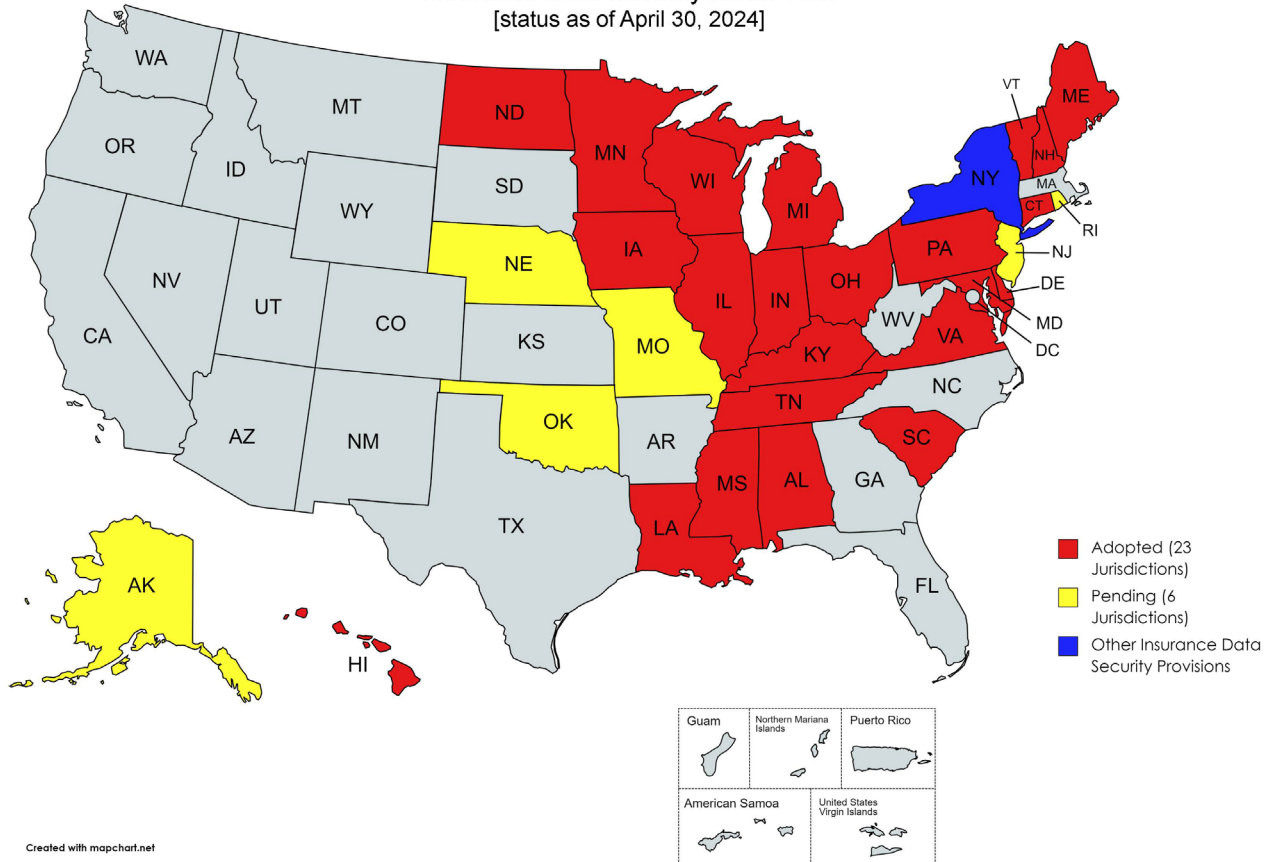 [status as of April 30, 2024]
WA
MT
ND
MN
VT
ME
OR
ID
SD
WI
MI
NY
NH
MA
CT
RI
WY
NE
IA
PA
NJ
NV
UT
CO
KS
MO
IL
IN
OH
WV
VA
DE
MD
DC
CA
KY
NC
AZ
NM
OK
AR
TN
SC
TX
LA
MS
AL
GA
FL
AK
HI
Adopted (23
Jurisdictions)
Pending (6
Jurisdictions)
Other Insurance Data
Security Provisions
Guam
Northern Mariana
Islands
Puerto Rico
American Samoa
United States
Virgin Islands
Created with mapchart.net